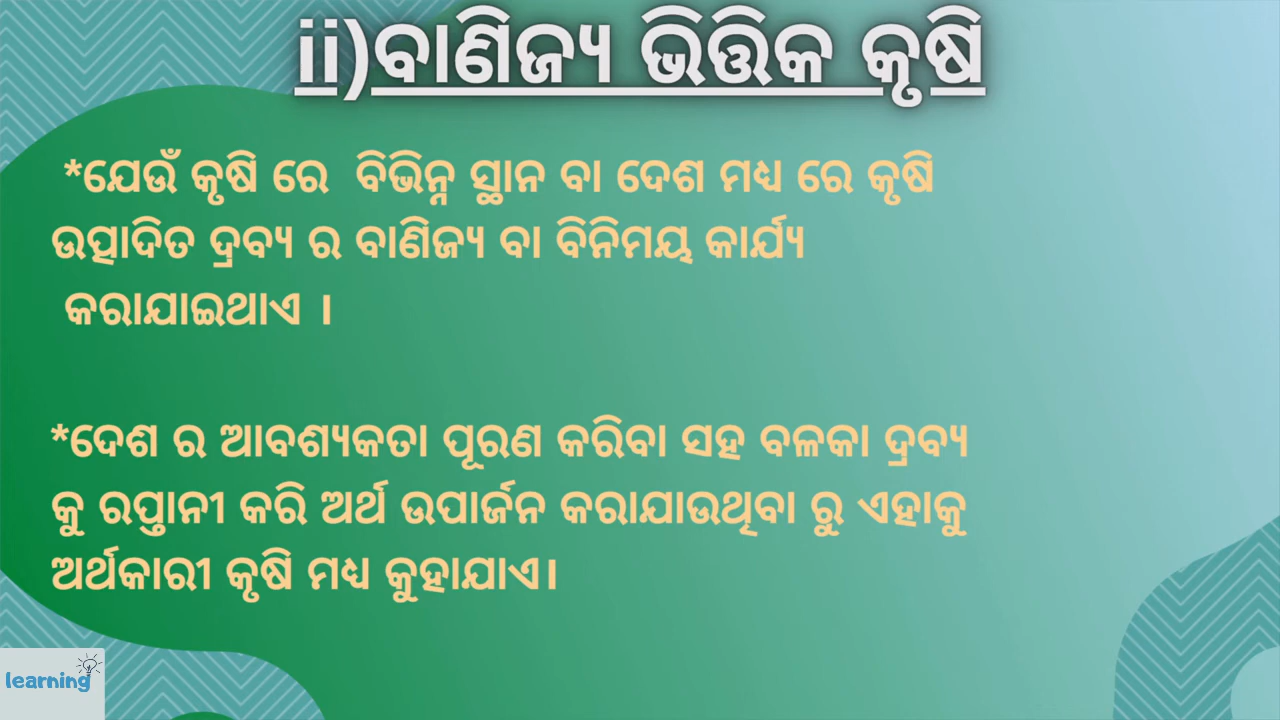 ii)ବାଣିଜ୍ୟ ଭିତ୍ତିକ କୃଷି
*ଯେଉଁ କୃଷି ରେ ବିଭିନ୍ନ ସ୍ଥାନ ବା ଦେଶ ମଧ୍ୟ ରେ କୃଷି
ଉତ୍ପାଦିତ ଦ୍ରବ୍ୟ ର ବାଣିଜ୍ୟ ବା ବିନିମୟ କାର୍ଯ୍ୟ
କରାଯାଇଥାଏ ।
*ଦେଶ ର ଆବଶ୍ୟକତା ପୂରଣ କରିବା ସହ ବଳକା ଦ୍ରବ୍ୟ
କୁ ରପ୍ତାନୀ କରି ଅର୍ଥ ଉପାର୍ଜନ କରାଯାଉଥିବା ରୁ ଏହାକୁ
ଅର୍ଥକାରୀ କୃଷି ମଧ୍ୟ କୁହାଯାଏ।
learning